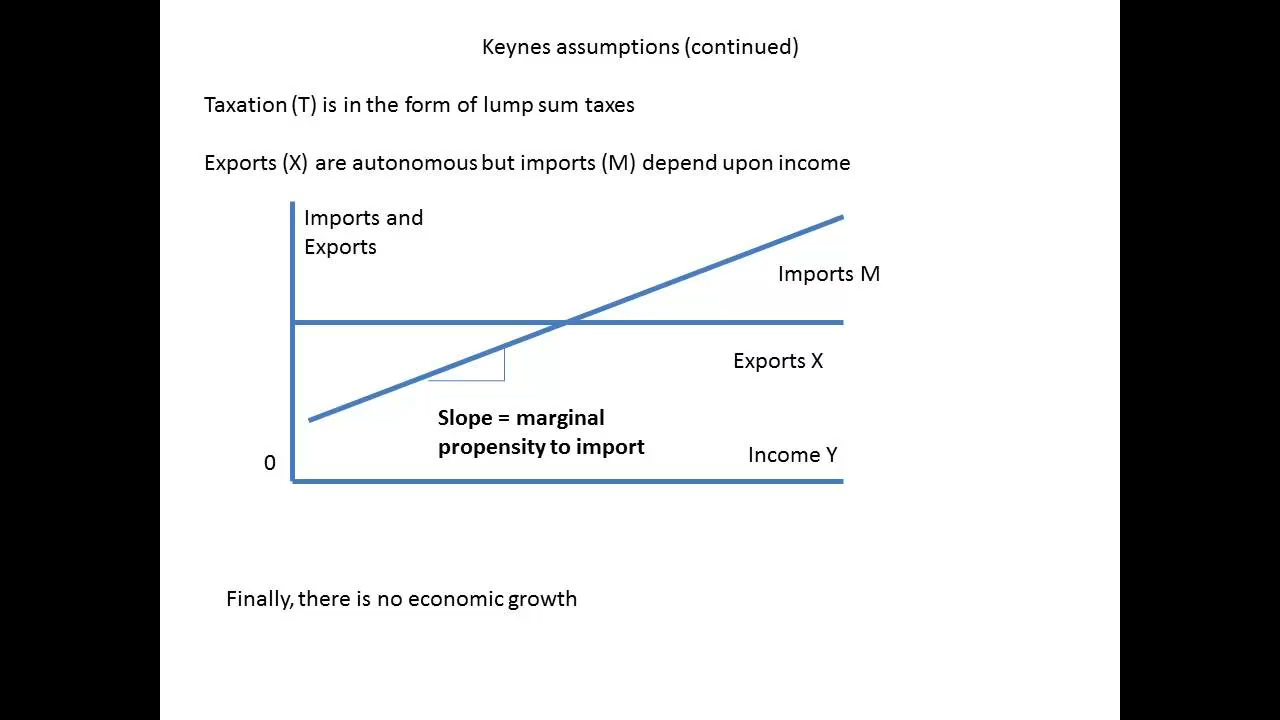 Keynes assumptions (continued)
Taxation (T) is in the form of lump sum taxes
Exports (X) are autonomous but imports (M) depend upon income
Imports and
Exports
Imports M
Exports X
Slope = marginal
propensity to import
Income Y
0
Finally, there is no economic growth